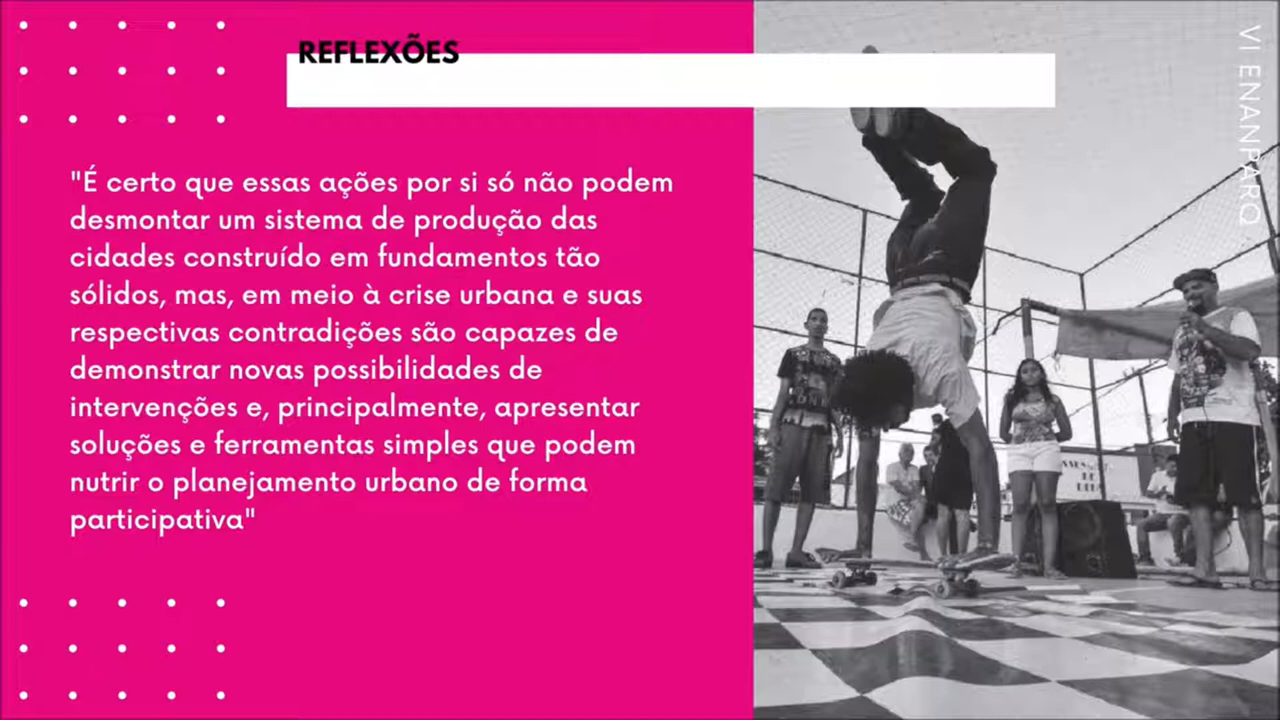 REFLEXÕES
VI ENANPARQ
"É certo que essas ações por si só não podem
desmontar um sistema de produção das
cidades construído em fundamentos tão
sólidos, mas, em meio à crise urbana e suas
respectivas contradições são capazes de
demonstrar novas possibilidades de
intervenções e, principalmente, apresentar
soluções e ferramentas simples que podem
nutrir o planejamento urbano de forma
participativa"